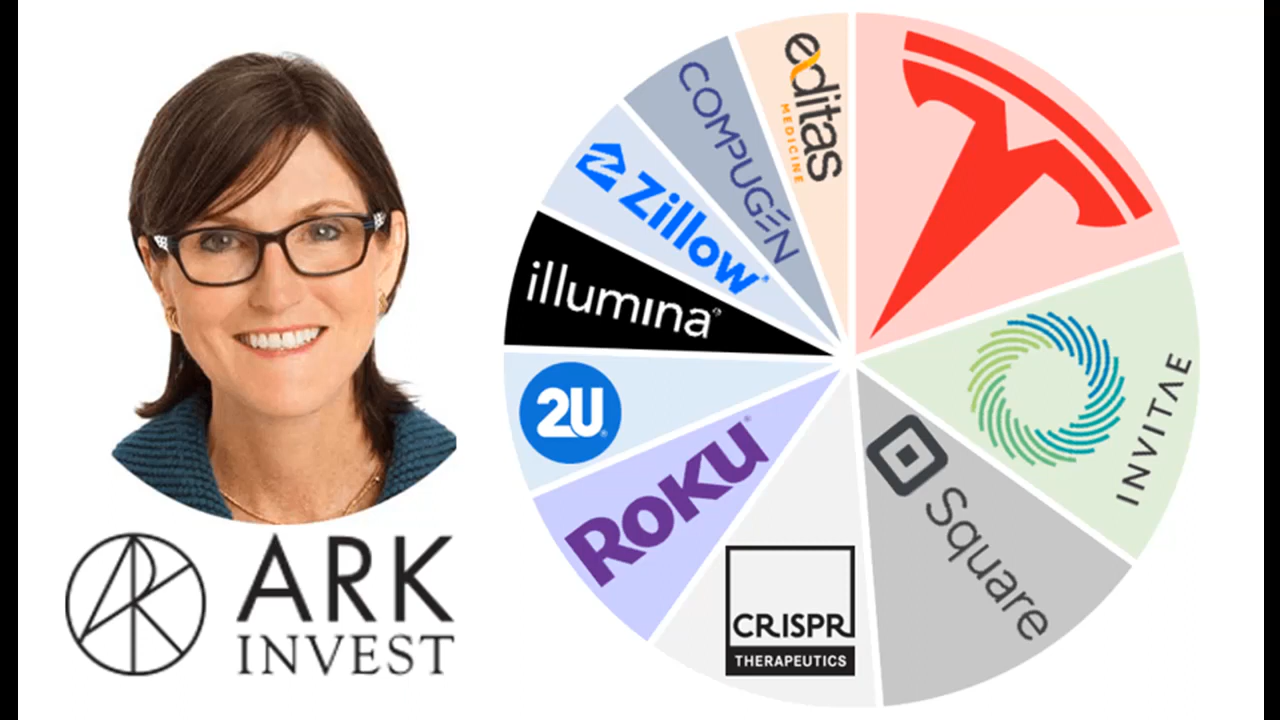 ARK
INVEST
INVITAE
Square
CRISPR
THERAPEUTICS
ROKU
2U
illumina
Zillow
COMPUGEN
editas
MEDICINE